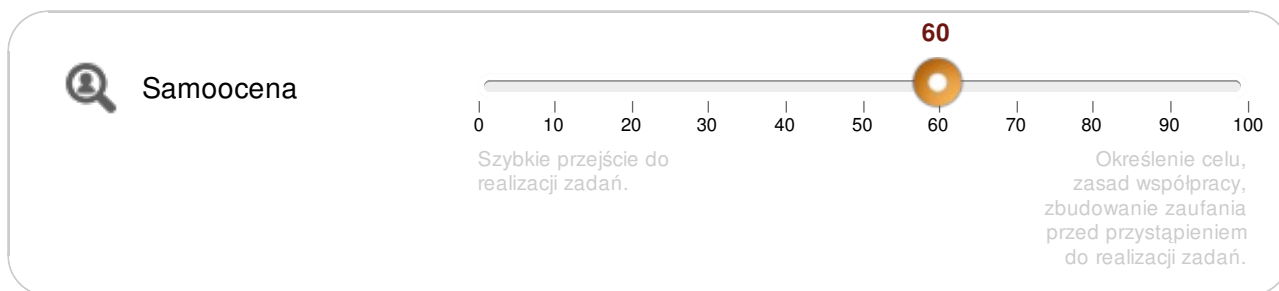 60
Samoocena
0 10 20 30 40 50 60 70 80 90 100
Szybkie przejście do
realizacji zadań.
Określenie celu,
zasad współpracy,
zbudowanie zaufania
przed przystąpieniem
do realizacji zadań.